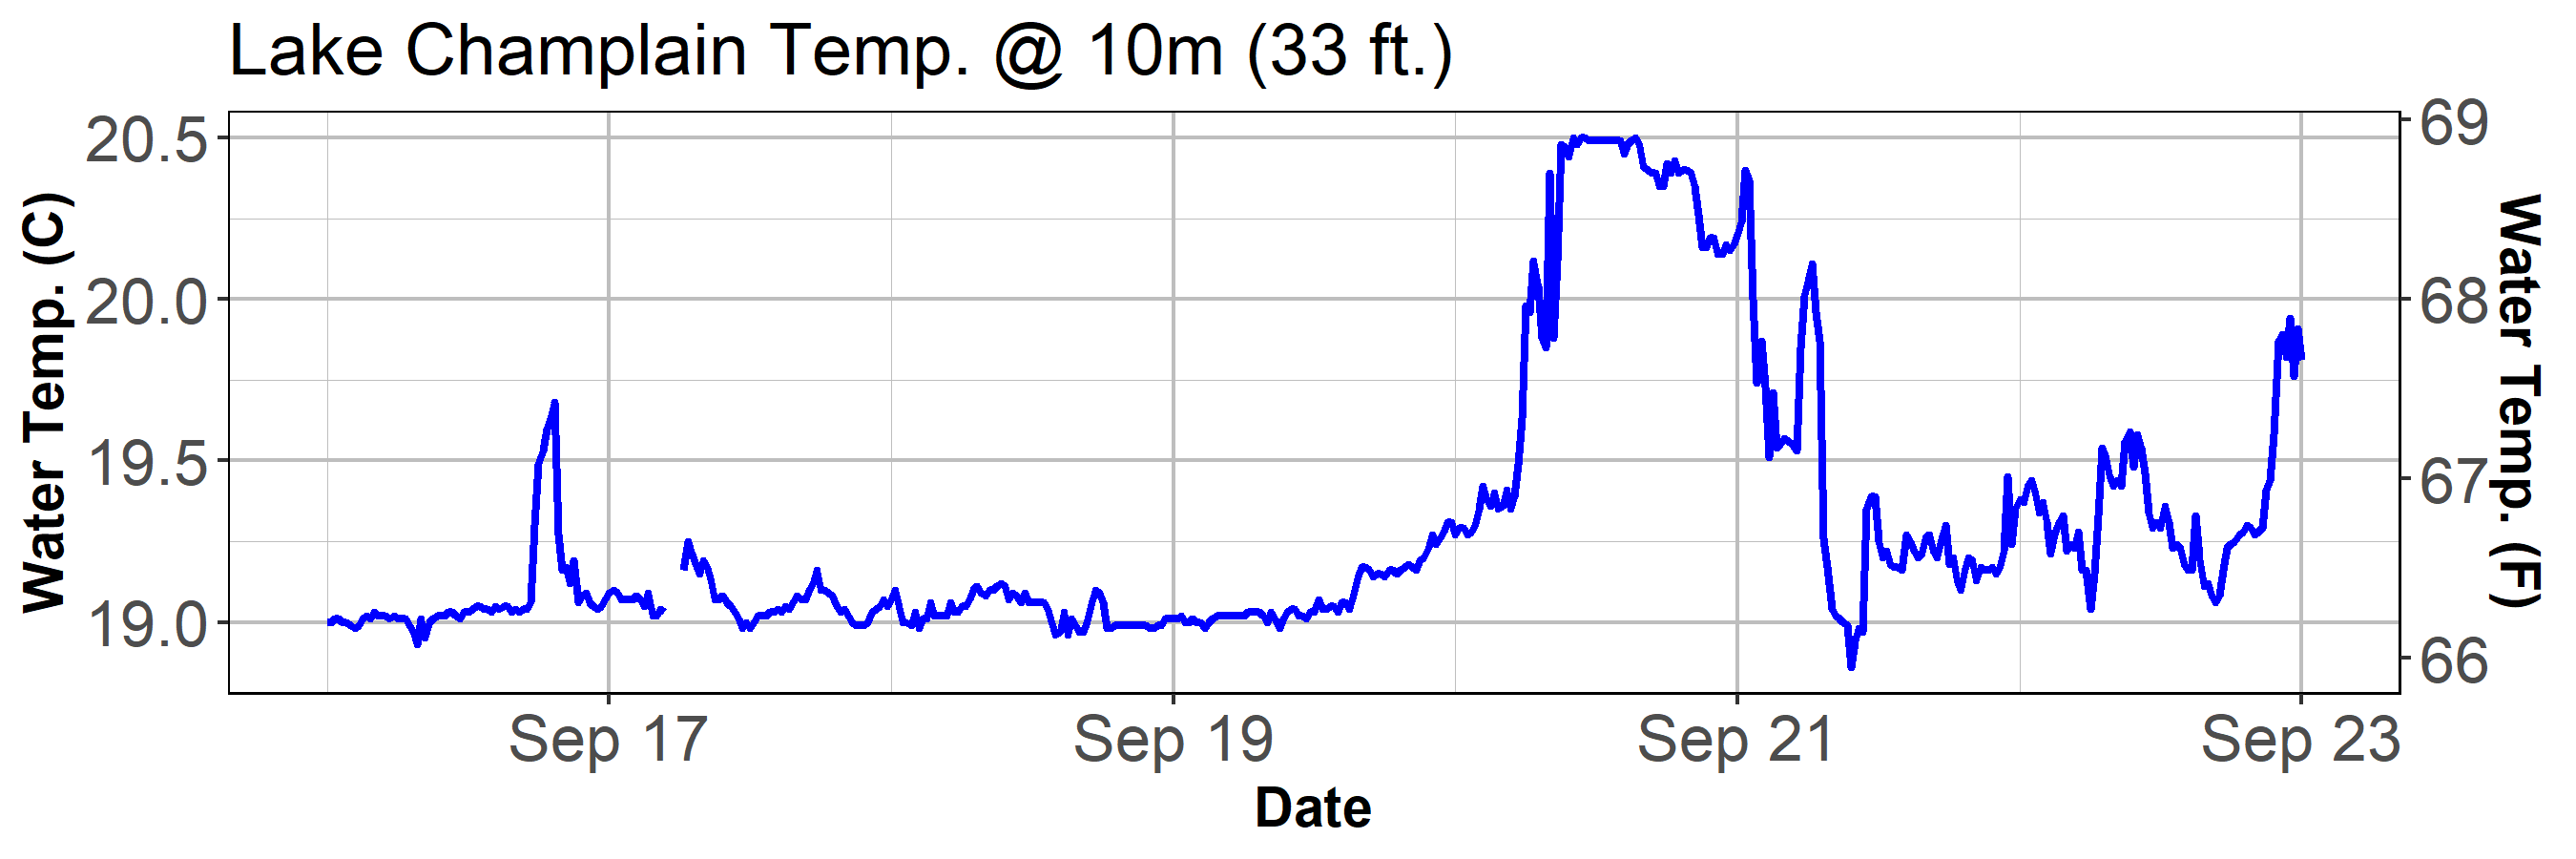 Lake Champlain Temp. @ 10m (33 ft.)
20.5
20.0
19.5
19.0
Water Temp. (C)
69
68
67
66
Water Temp. (F)
Sep 17 Sep 19 Sep 21 Sep 23
Date